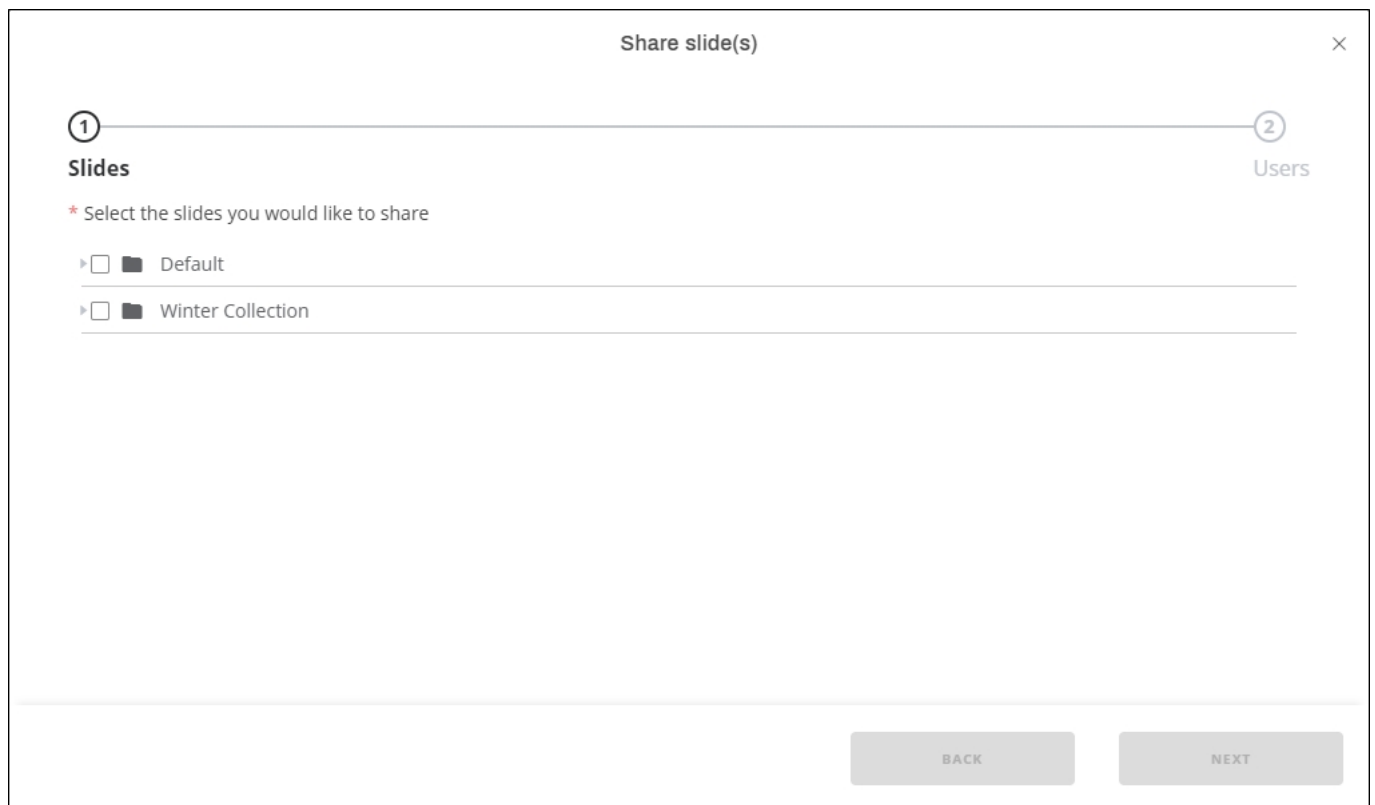 Share slide(s)
1
2
Slides
Users
* Select the slides you would like to share
Default
Winter Collection
BACK
NEXT